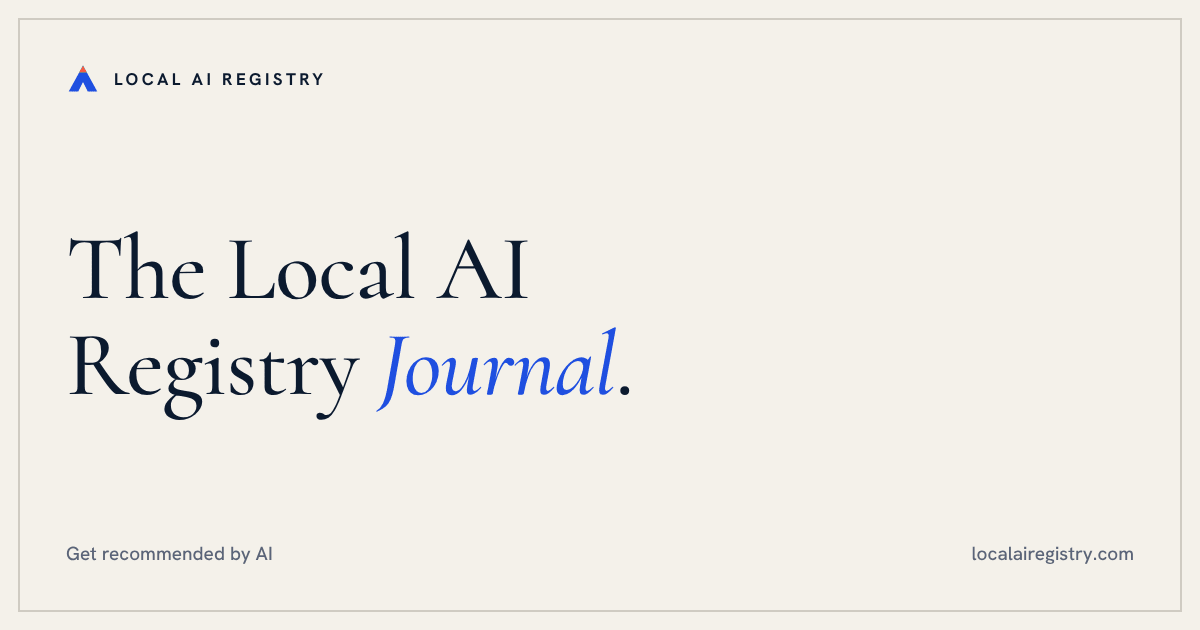 LOCAL AI REGISTRY
The Local AI
Registry Journal.
Get recommended by AI
localairegistry.com